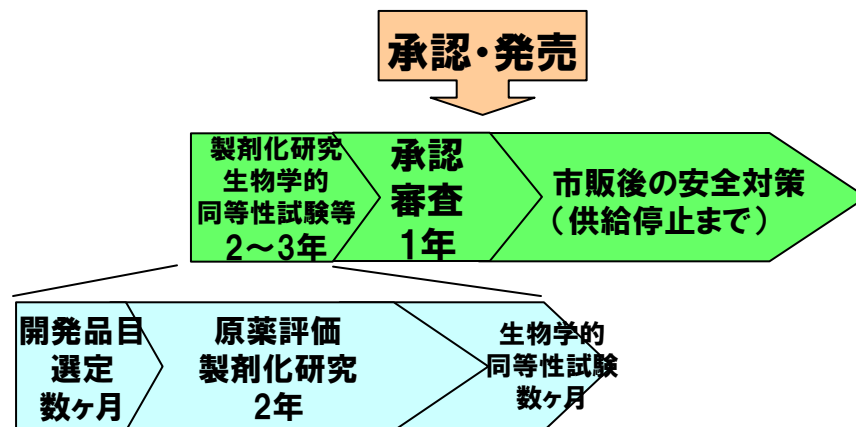 承認・発売
製剤化研究
生物学的
同等性試験等
2～3年
承認
審査
1年
市販後の安全対策
（供給停止まで）
開発品目
選定
数ヶ月
原薬評価
製剤化研究
2年
生物学的
同等性試験
数ヶ月